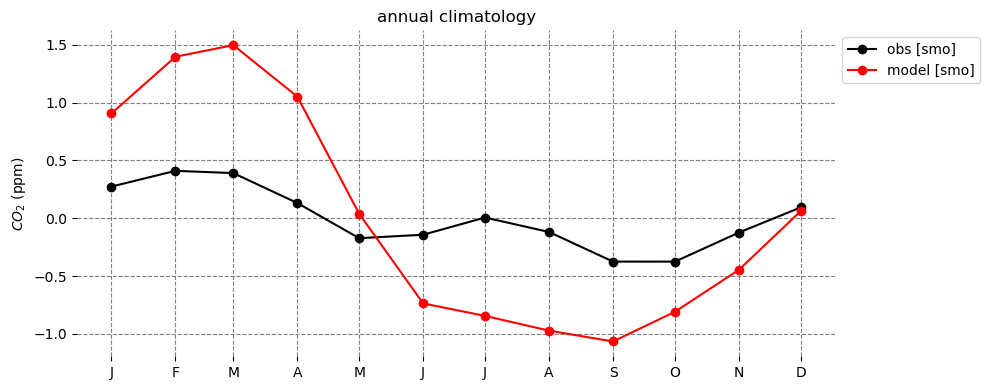 annual climatology
obs [smo]
model [smo]
CO₂ (ppm)
1.5
1.0
0.5
0.0
−0.5
−1.0
J F M A M J J A S O N D